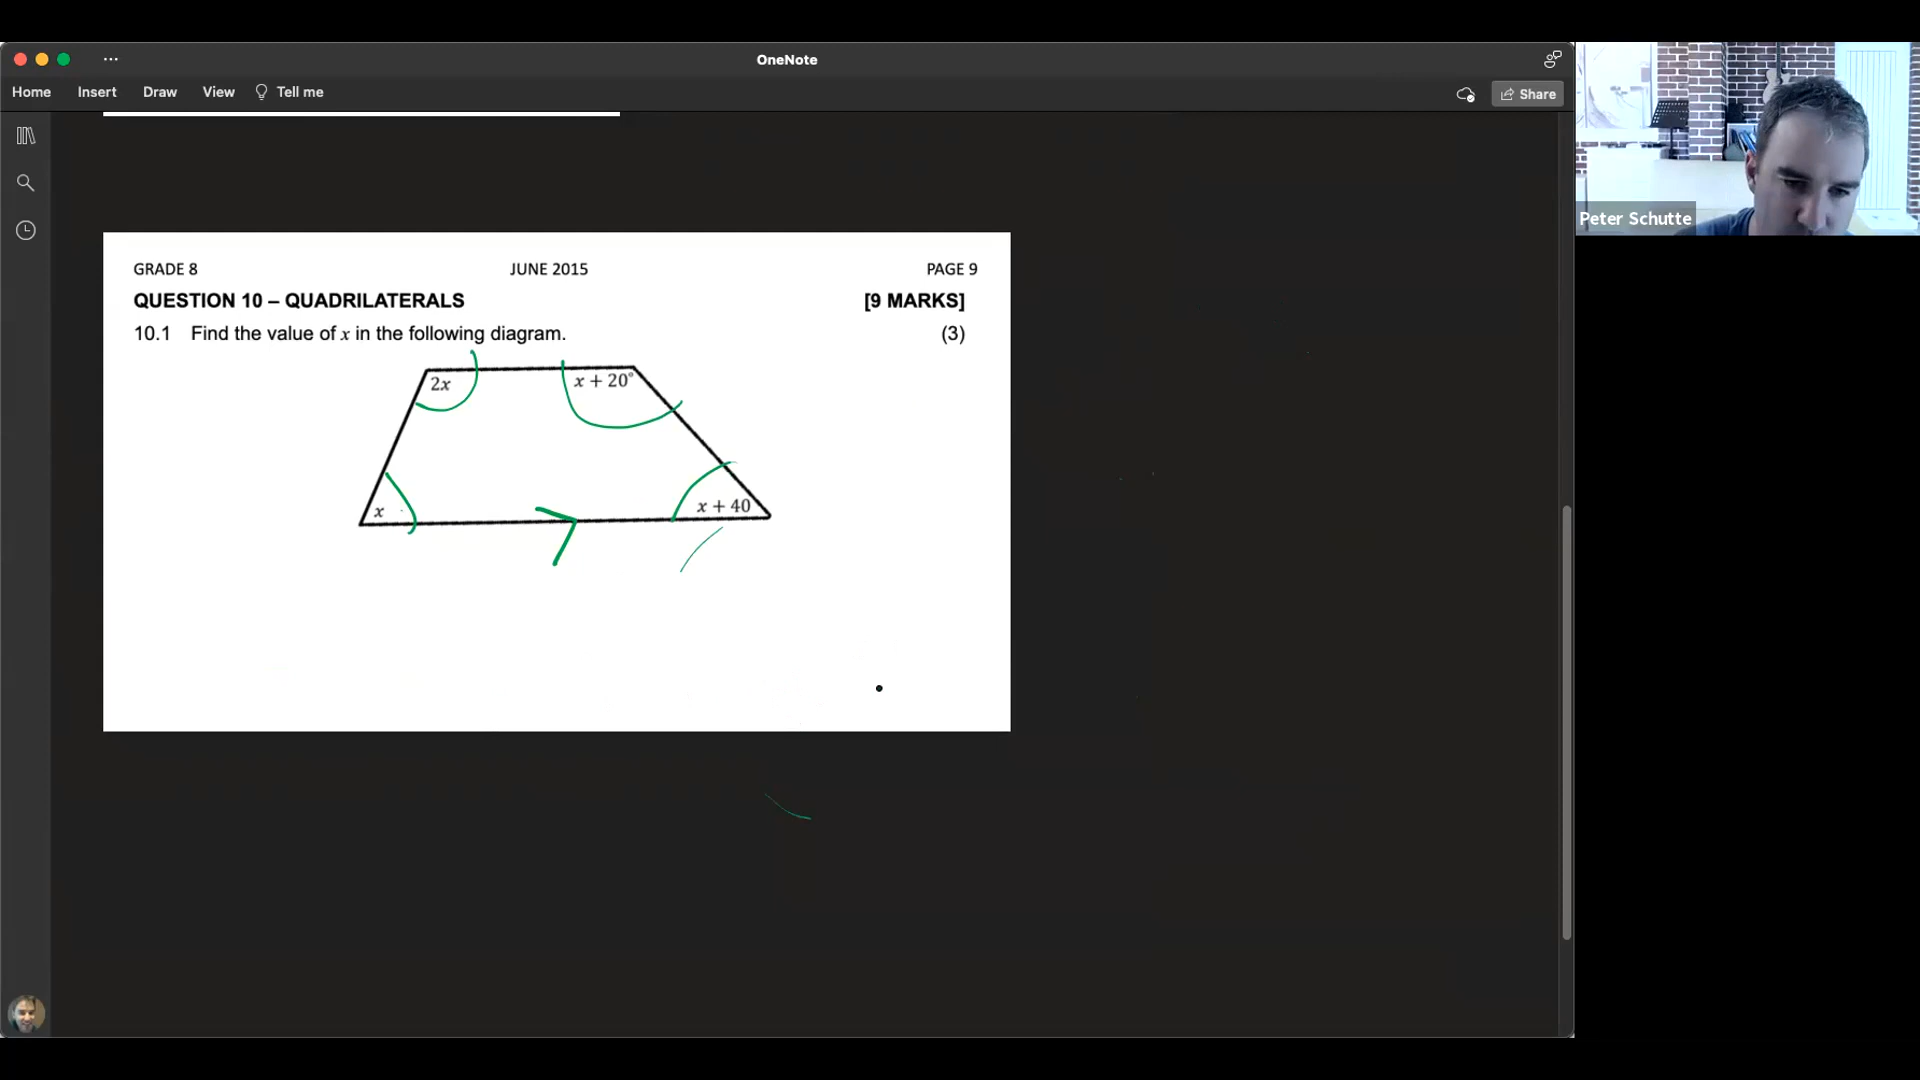 OneNote
Home Insert Draw View Tell me
Share
Peter Schutte
GRADE 8 JUNE 2015 PAGE 9
QUESTION 10 – QUADRILATERALS [9 MARKS]
10.1 Find the value of x in the following diagram. (3)
2x x + 20°
x x + 40